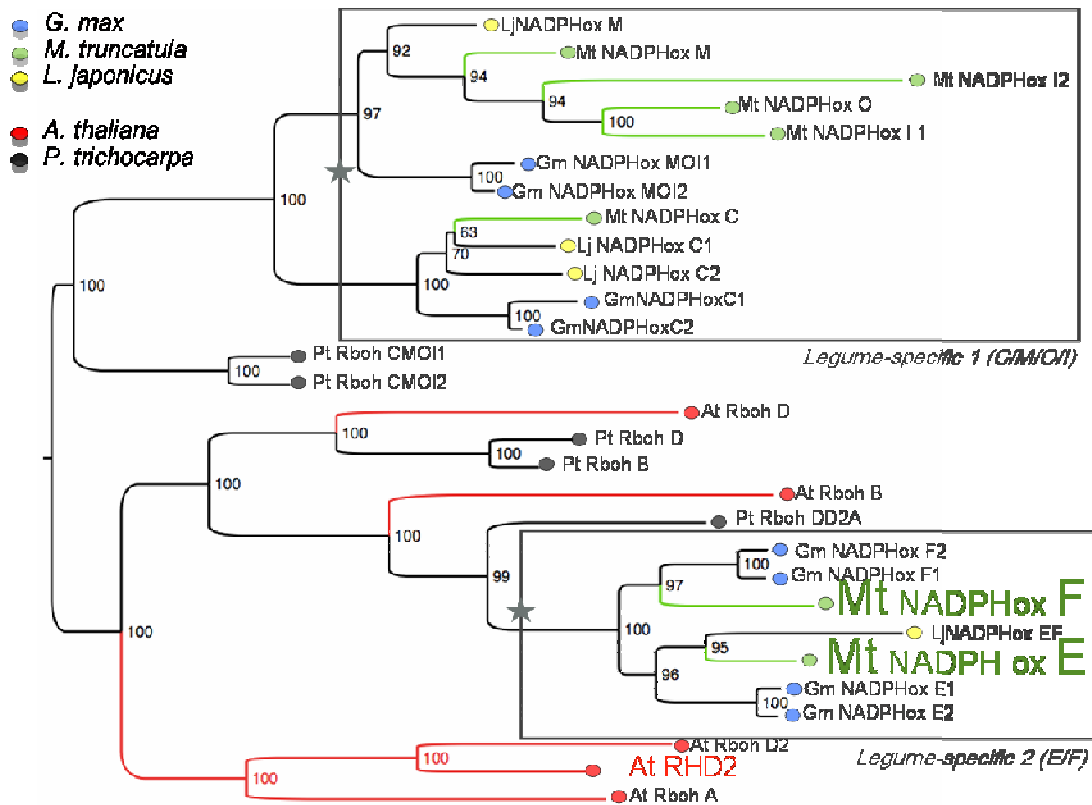 G. max
M. truncatula
L. japonicus
A. thaliana
P. trichocarpa
LjNADPHox M
92
Mt NADPHox M
94
Mt NADPHox I2
94
Mt NADPHox O
97
100
Mt NADPHox I 1
Gm NADPHox MOI1
100
Gm NADPHox MOI2
100
Mt NADPHox C
63
Lj NADPHox C1
70
Lj NADPHox C2
100
100
GmNADPHoxC1
100
GmNADPHoxC2
Pt Rboh CMOI1
Legume-specific 1 (C/M/O/I)
100
Pt Rboh CMOI2
At Rboh D
100
Pt Rboh D
100
Pt Rboh B
100
At Rboh B
Pt Rboh DD2A
100
Gm NADPHox F2
100
99
Gm NADPHox F1
97
Mt NADPHox F
100
100
LjNADPHox EF
95
Mt NADPH ox E
96
Gm NADPHox E1
100
Gm NADPHox E2
At Rboh D2
Legume-specific 2 (E/F)
100
At RHD2
100
At Rboh A